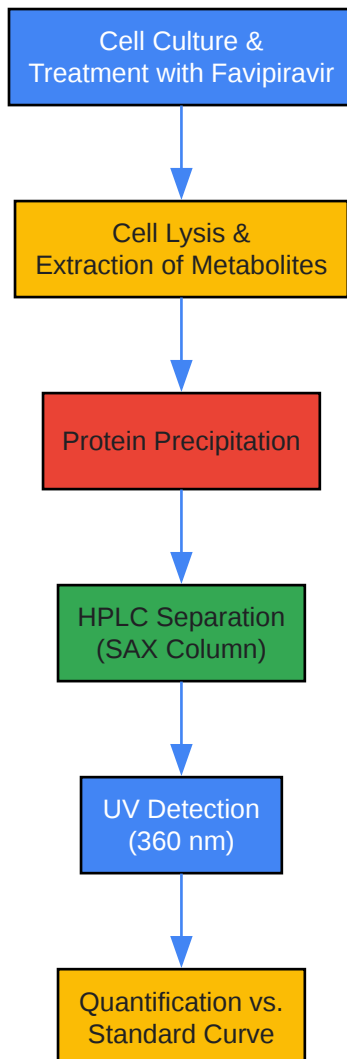 Cell Culture &
Treatment with Favipiravir
Cell Lysis &
Extraction of Metabolites
Protein Precipitation
HPLC Separation
(SAX Column)
UV Detection
(360 nm)
Quantification vs.
Standard Curve